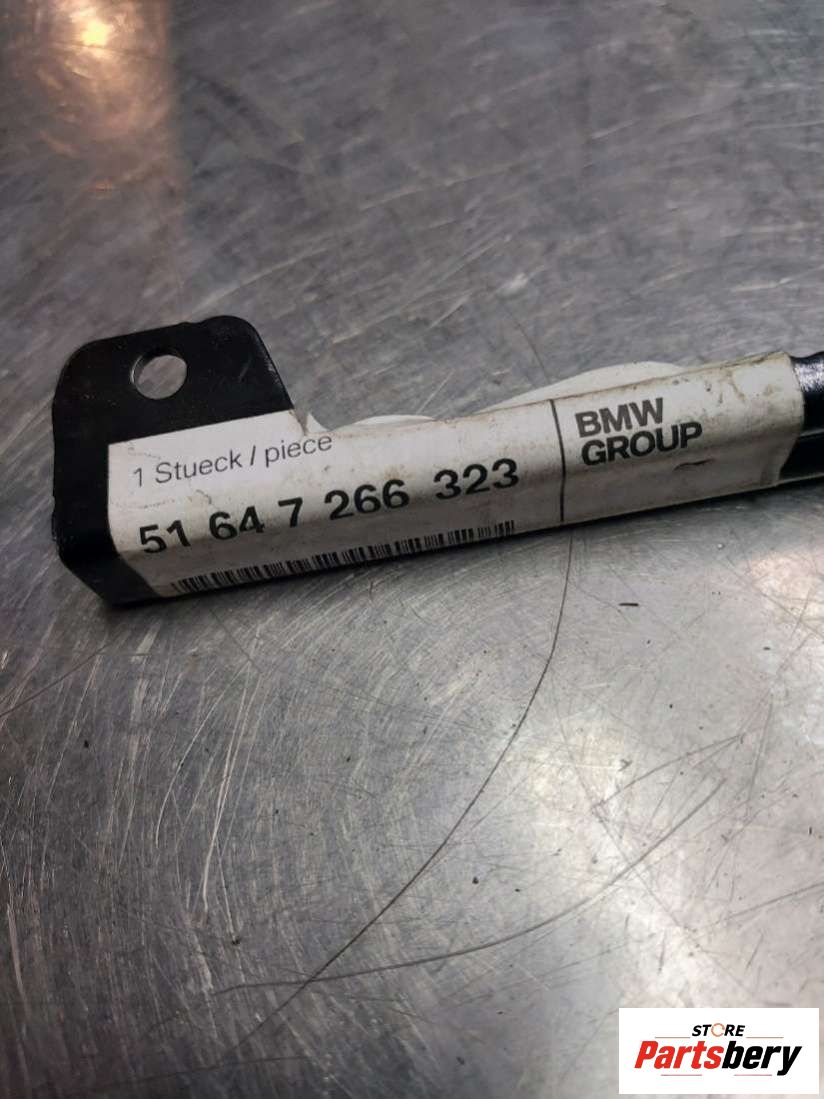 1 Stueck / piece
51 64 7 266 323
BMW
GROUP
STORE
Partsbery